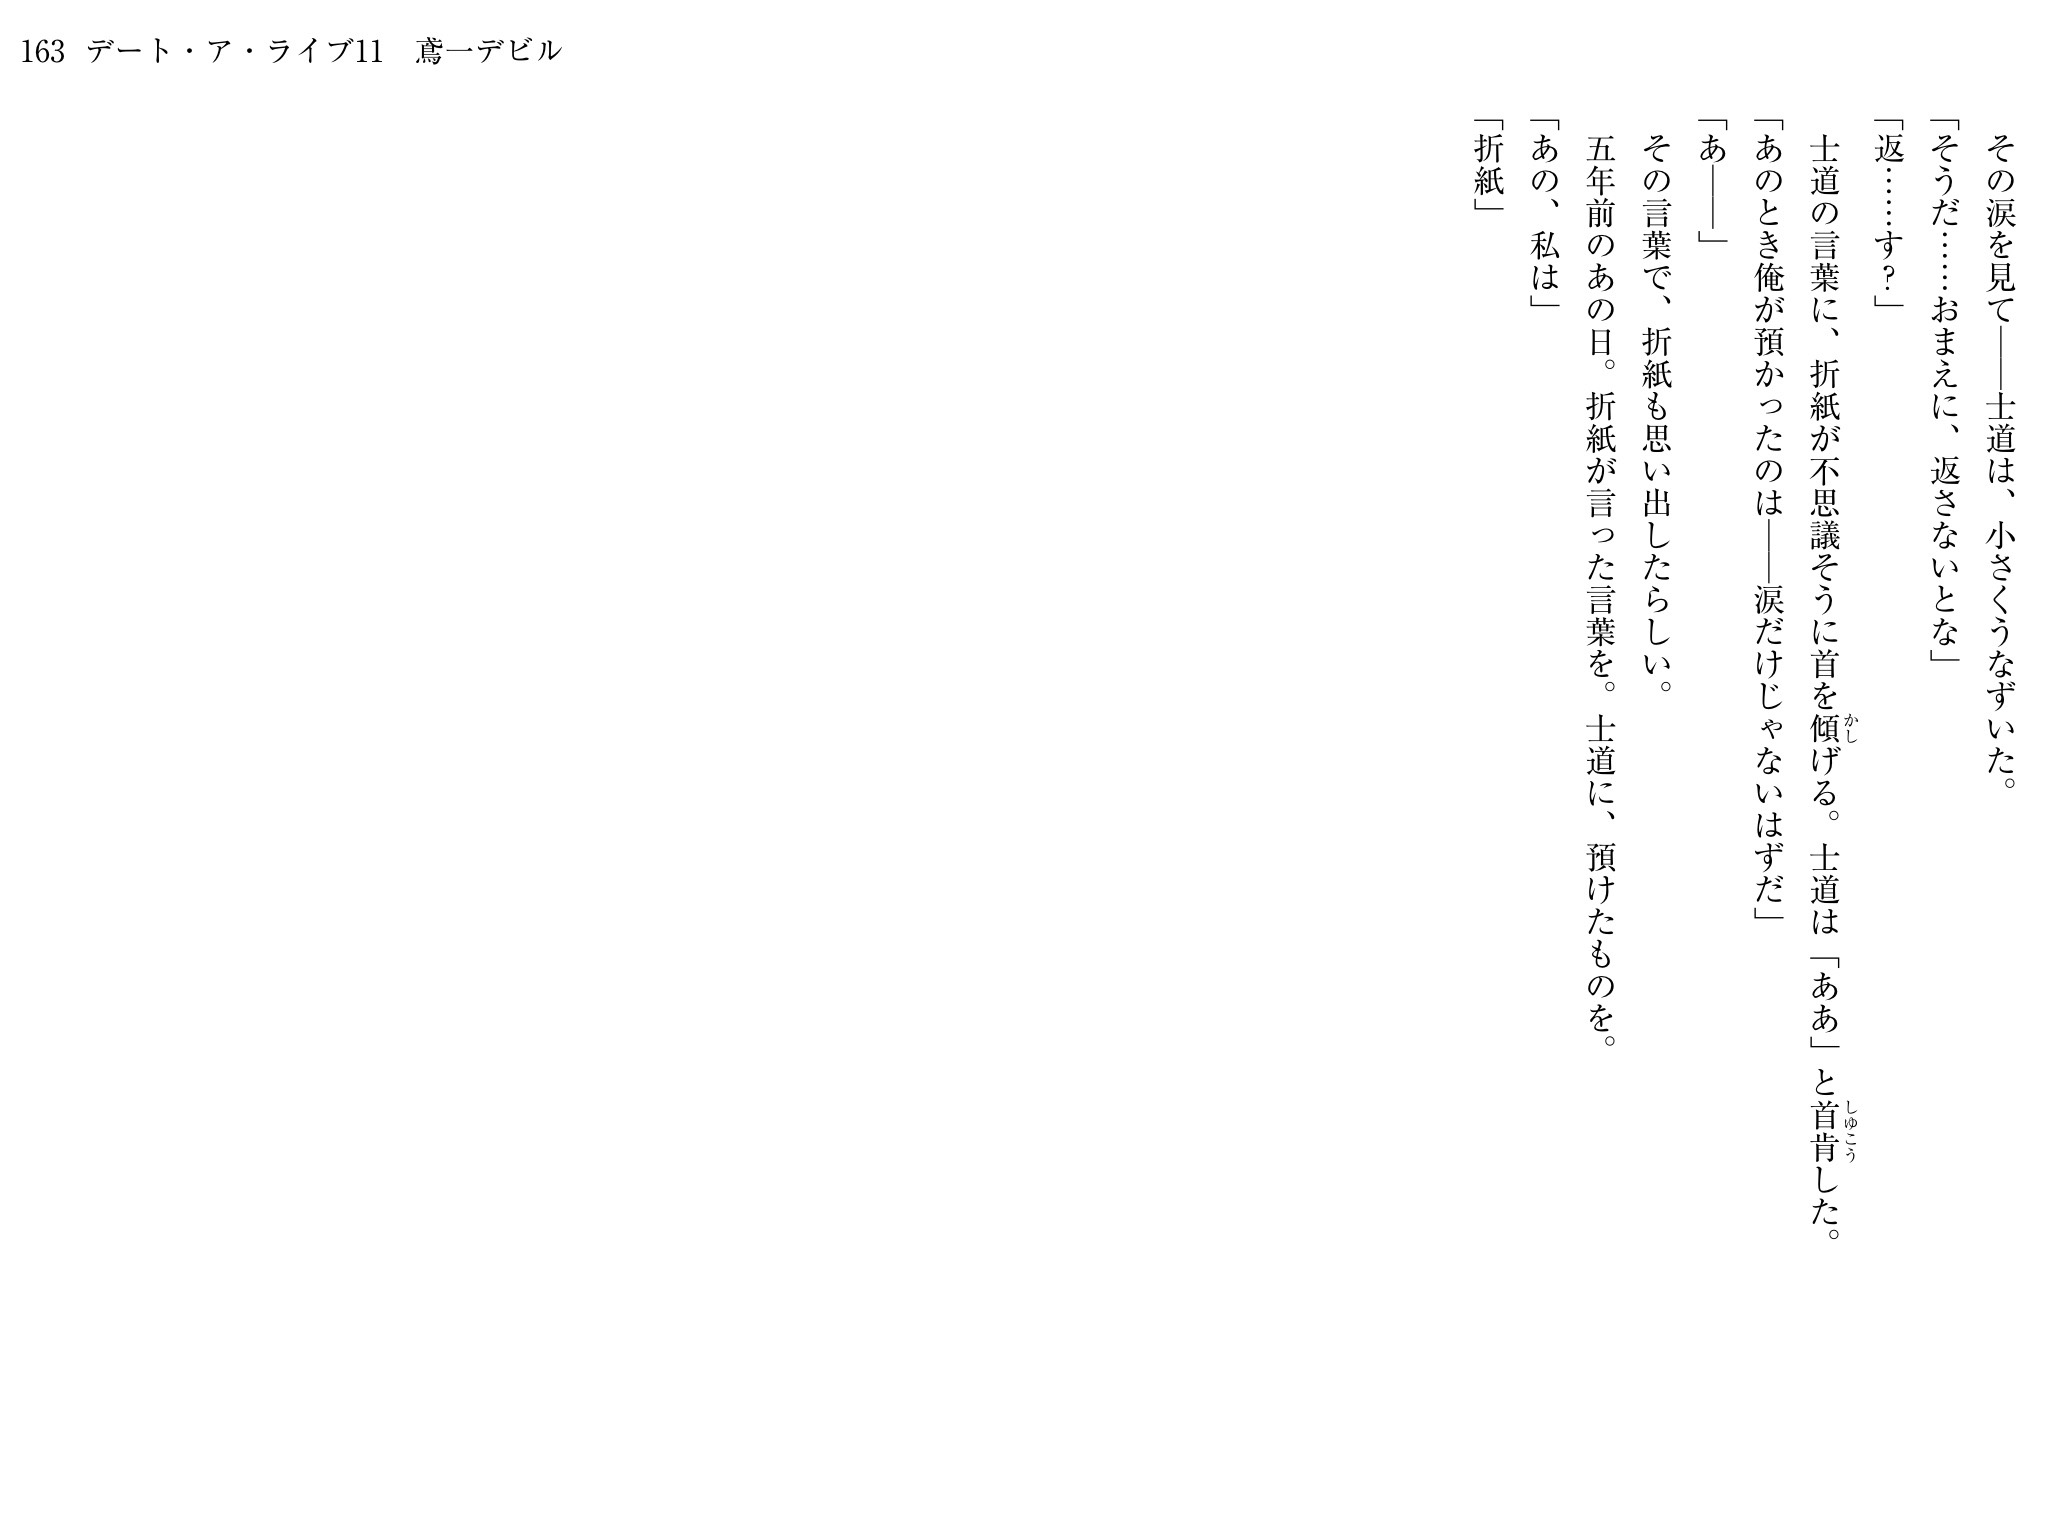 163 デート・ア・ライブ11　鳶一デビル
　その涙を見て――士道は、小さくうなずいた。
「そうだ……おまえに、返さないとな」
「返……す？」
　士道の言葉に、折紙が不思議そうに首を傾げる。士道は「ああ」と首肯した。
かし
しゆこう
「あのとき俺が預かったのは――涙だけじゃないはずだ」
「あ――」
　その言葉で、折紙も思い出したらしい。
　五年前のあの日。折紙が言った言葉を。士道に、預けたものを。
「あの、私は」
「折紙」